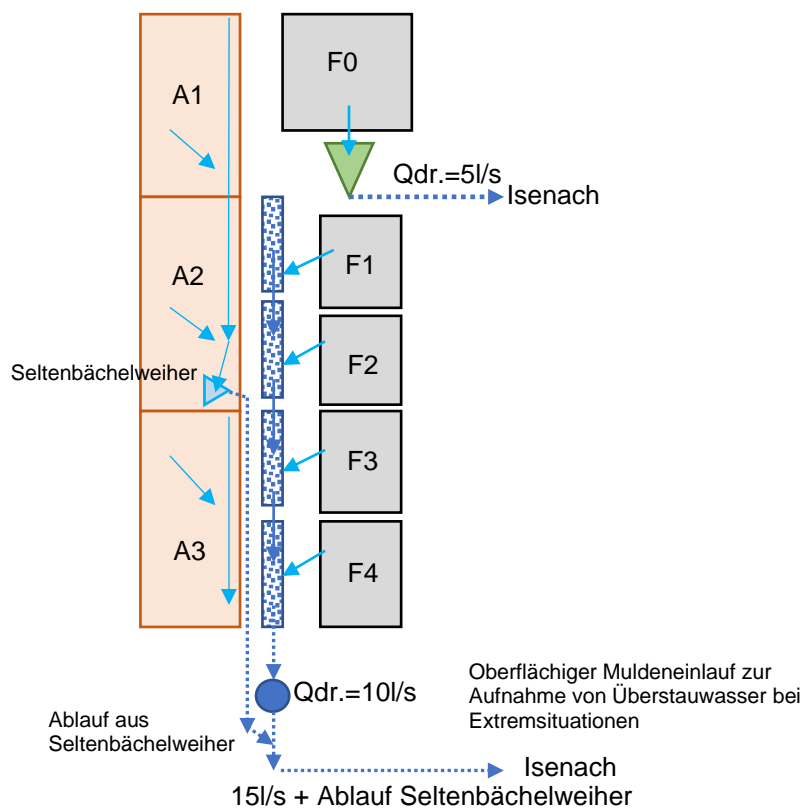 F0
A1
Qdr.=5l/s
Isenach
F1
A2
F2
Seltenbächelweiher
F3
A3
F4
Qdr.=10l/s
Oberflächiger Muldeneinlauf zur
Aufnahme von Überstauwasser bei
Extremsituationen
Ablauf aus
Seltenbächelweiher
Isenach
15l/s + Ablauf Seltenbächelweiher